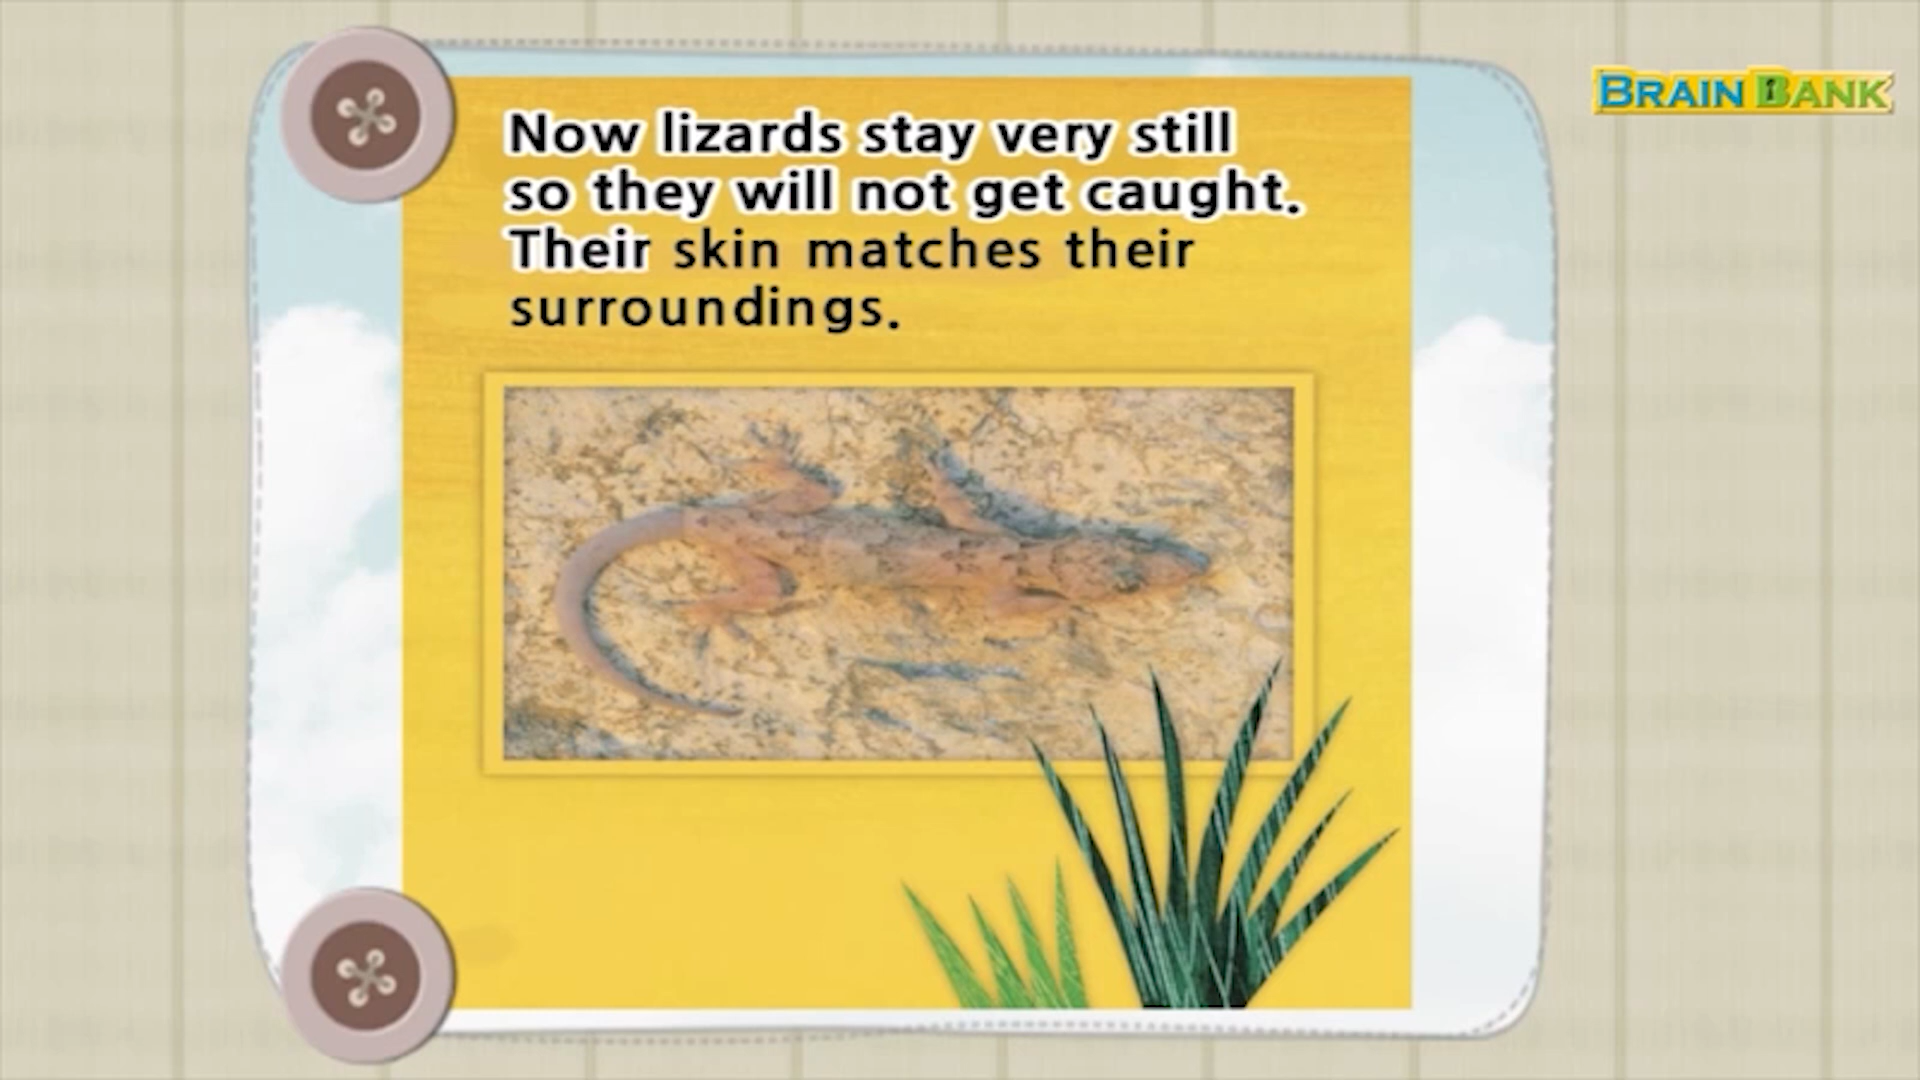 BRAIN BANK
Now lizards stay very still
so they will not get caught.
Their skin matches their
surroundings.